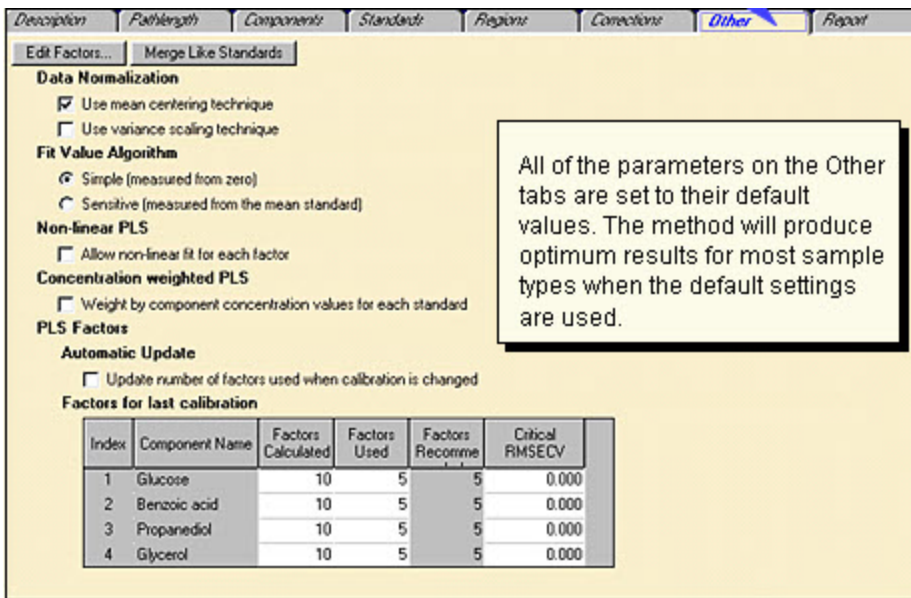 Description Pathlength Components Standards Regions Corrections Other Report
Edit Factors... Merge Like Standards
Data Normalization
Use mean centering technique
Use variance scaling technique
Fit Value Algorithm
Simple (measured from zero)
Sensitive (measured from the mean standard)
Non-linear PLS
Allow non-linear fit for each factor
Concentration weighted PLS
Weight by component concentration values for each standard
PLS Factors
Automatic Update
Update number of factors used when calibration is changed
Factors for last calibration
All of the parameters on the Other
tabs are set to their default
values. The method will produce
optimum results for most sample
types when the default settings
are used.
Index Component Name Factors Calculated Factors Used Factors Recomme Critical RMSECV
1 Glucose 10 5 5 0.000
2 Benzoic acid 10 5 5 0.000
3 Propanediol 10 5 5 0.000
4 Glycerol 10 5 5 0.000